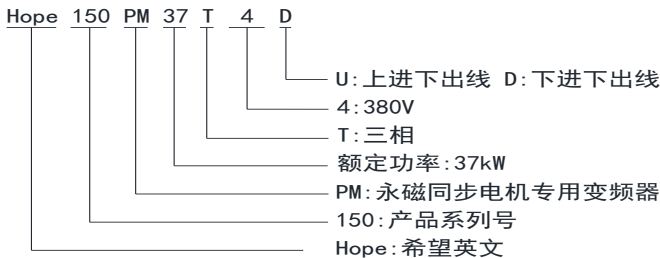 Hope 150 PM 37 T 4 D
U:上进下出线 D:下进下出线
4:380V
T:三相
额定功率:37kW
PM:永磁同步电机专用变频器
150:产品系列号
Hope:希望英文